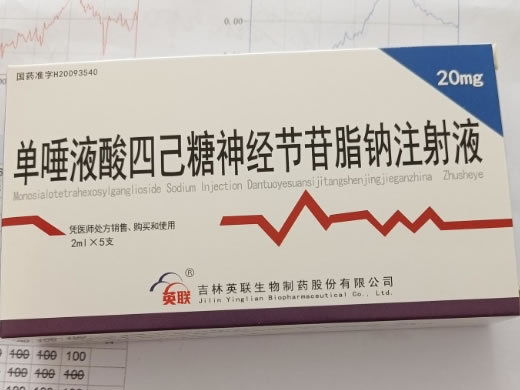 0.00
国药准字H20093540
20mg
单唾液酸四己糖神经节苷脂钠注射液
Monosialotetrahexosylganglioside Sodium Injection Dantuoyesuansijitangshenjingjieganzhina Zhusheye
凭医师处方销售、购买和使用
2ml×5支
英联®
吉林英联生物制药股份有限公司
Jilin Yinglian Biopharmaceutical Co., Ltd.
100 100 100
100 100 100
100 100